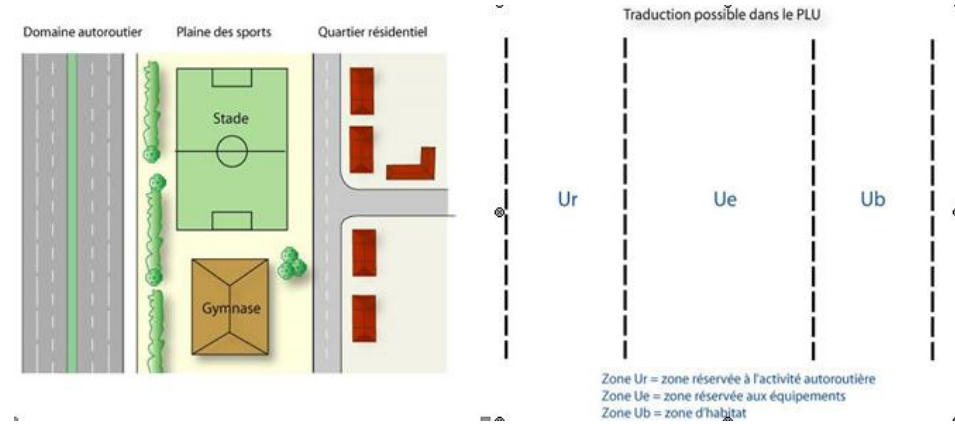 Domaine autoroutier
Plaine des sports
Quartier résidentiel
Stade
Gymnase
Traduction possible dans le PLU
Ur
Ue
Ub
Zone Ur = zone réservée à l'activité autoroutière
Zone Ue = zone réservée aux équipements
Zone Ub = zone d'habitat